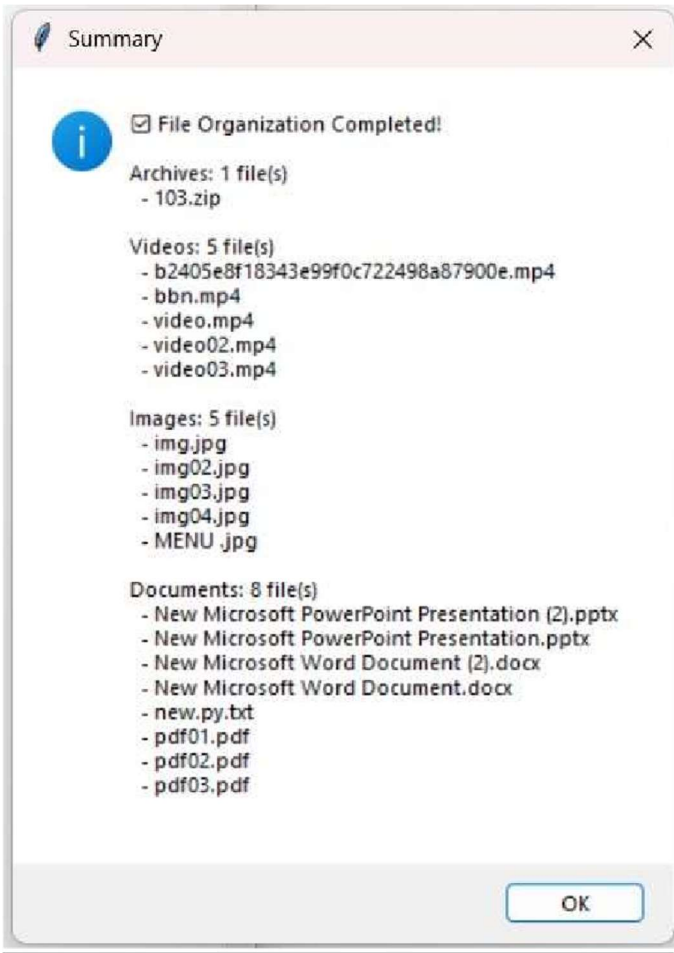 Summary
☑ File Organization Completed!
Archives: 1 file(s)
- 103.zip
Videos: 5 file(s)
- b2405e8f18343e99f0c722498a87900e.mp4
- bbn.mp4
- video.mp4
- video02.mp4
- video03.mp4
Images: 5 file(s)
- img.jpg
- img02.jpg
- img03.jpg
- img04.jpg
- MENU .jpg
Documents: 8 file(s)
- New Microsoft PowerPoint Presentation (2).pptx
- New Microsoft PowerPoint Presentation.pptx
- New Microsoft Word Document (2).docx
- New Microsoft Word Document.docx
- new.py.txt
- pdf01.pdf
- pdf02.pdf
- pdf03.pdf
OK